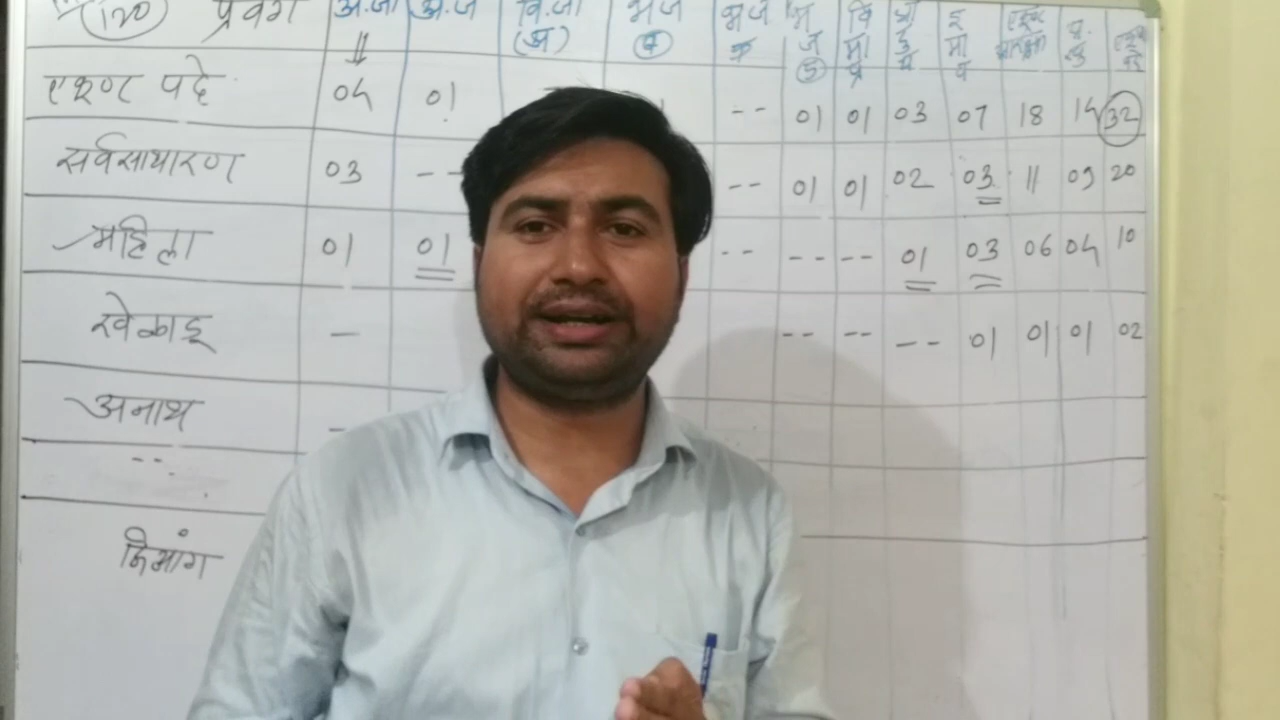 120 प्रवर्ग अ.जा अ.ज वि.जा (अ) भज ब भज क भज ड वि मा प्र आ दु घ इ मा व एकूण
एकूण पदे 04 01 -- 01 01 03 07 18 14 32
सर्वसाधारण 03 -- -- 01 01 02 03 11 09 20
महिला 01 01 -- -- -- 01 03 06 04 10
खेळाडू - -- -- -- 01 01 01 02
अनाथ -
--
दिव्यांग